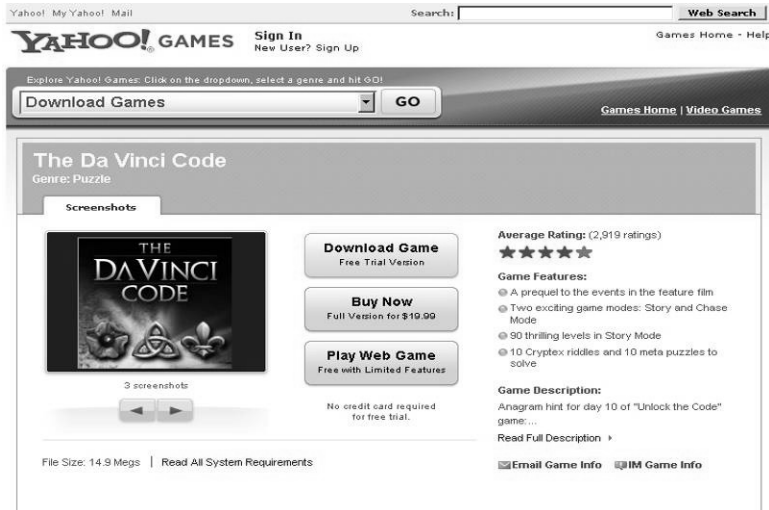 Yahoo! My Yahoo! Mail
Search:
Web Search
YAHOO! GAMES
Sign In
New User? Sign Up
Games Home - Help
Explore Yahoo! Games: Click on the dropdown, select a genre and hit GO!
Download Games
GO
Games Home | Video Games
The Da Vinci Code
Genre: Puzzle
Screenshots
THE
DA VINCI
CODE
3 screenshots
Download Game
Free Trial Version
Buy Now
Full Version for $19.99
Play Web Game
Free with Limited Features
No credit card required
for free trial.
Average Rating: (2,919 ratings)
Game Features:
A prequel to the events in the feature film
Two exciting game modes: Story and Chase
Mode
90 thrilling levels in Story Mode
10 Cryptex riddles and 10 meta puzzles to
solve
Game Description:
Anagram hint for day 10 of "Unlock the Code"
game:...
Read Full Description
Email Game Info IM Game Info
File Size: 14.9 Megs | Read All System Requirements